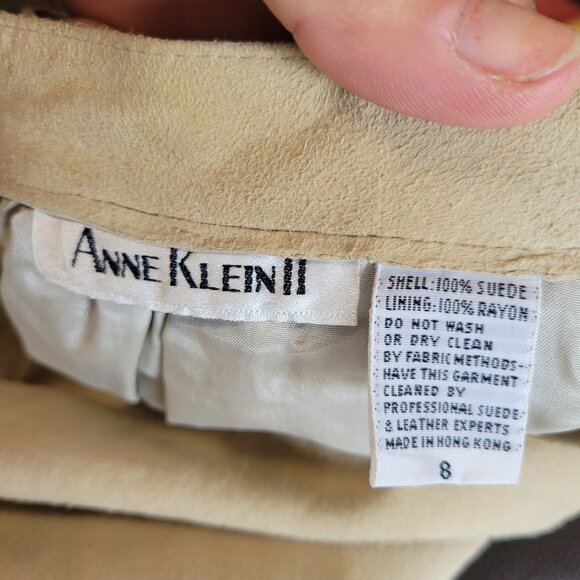 ANNE KLEIN II
SHELL:100% SUEDE
LINING:100% RAYON
DO NOT WASH
OR DRY CLEAN
BY FABRIC METHODS-
HAVE THIS GARMENT
CLEANED BY
PROFESSIONAL SUEDE
& LEATHER EXPERTS
MADE IN HONG KONG
8